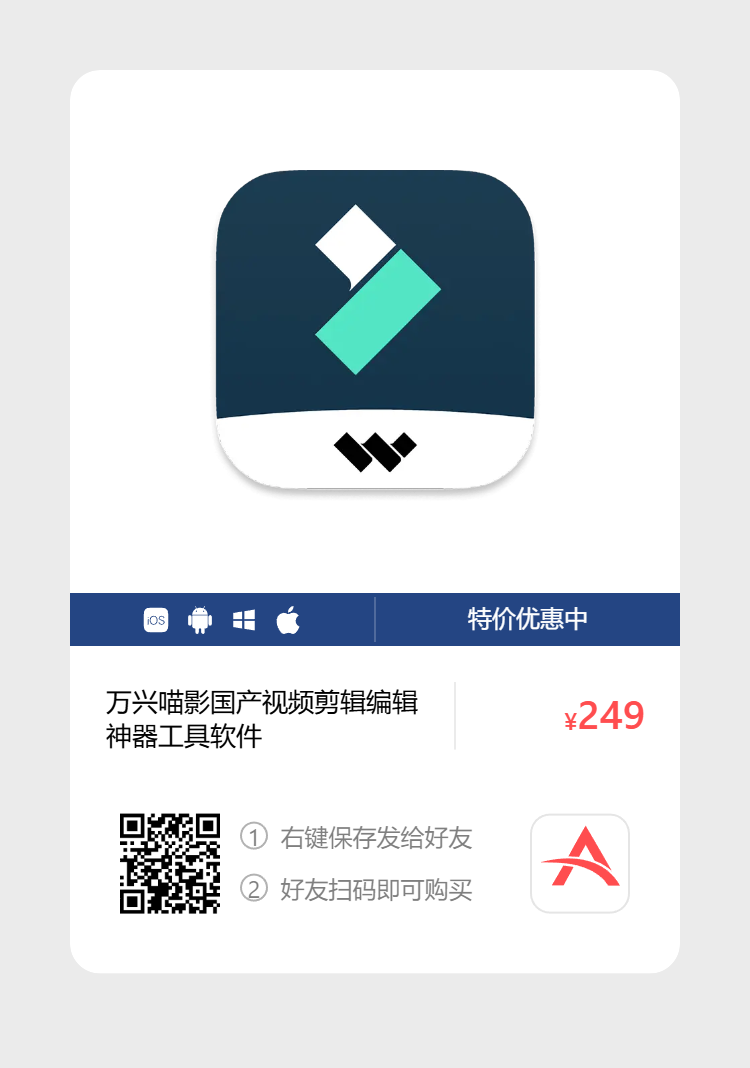 iOS
特价优惠中
万兴喵影国产视频剪辑编辑
神器工具软件
¥249
① 右键保存发给好友
② 好友扫码即可购买